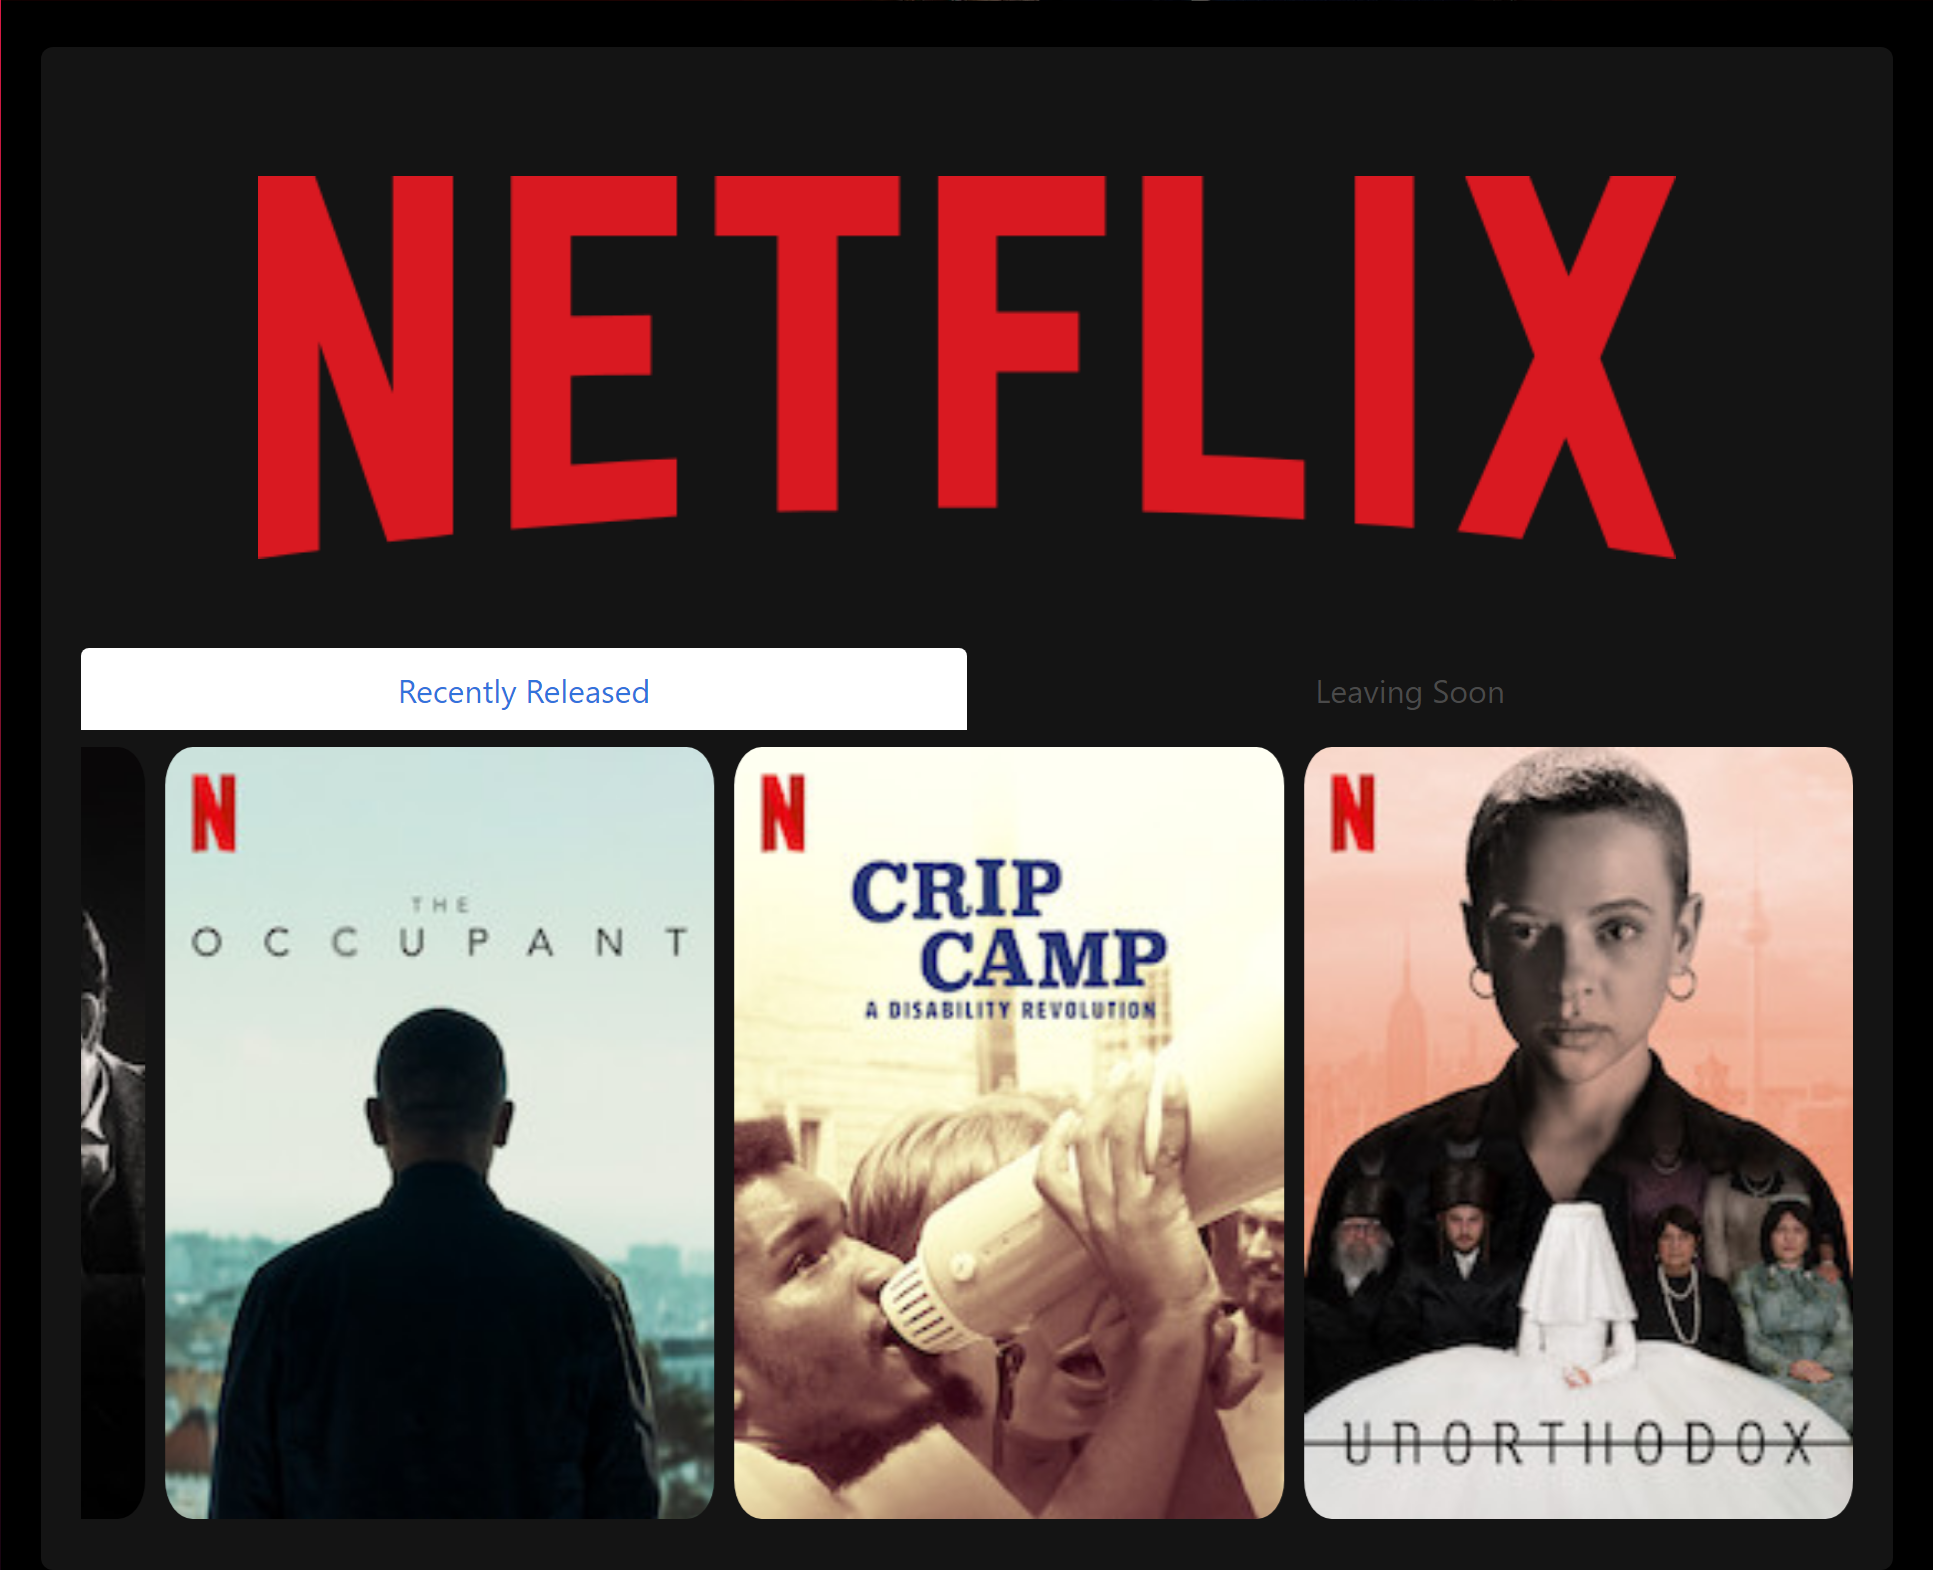 NETFLIX
Recently Released
Leaving Soon
N
THE
OCCUPANT
N
CRIP
CAMP
A DISABILITY REVOLUTION
N
UNORTHODOX